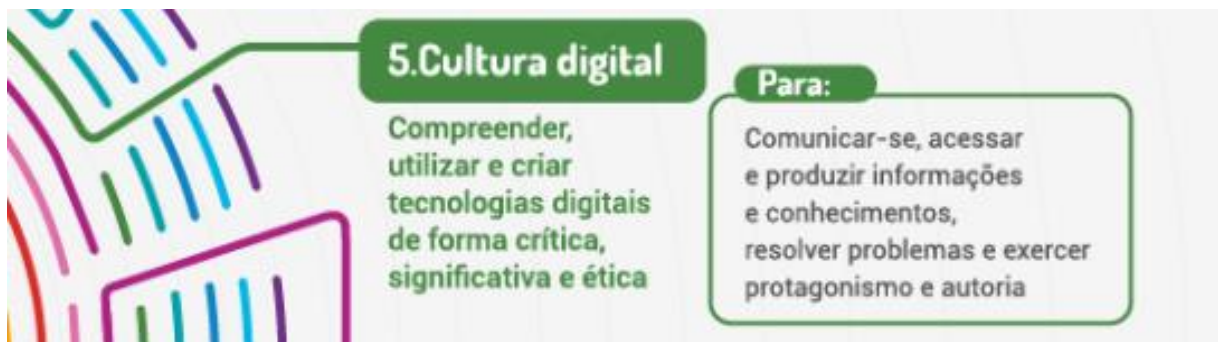 5.Cultura digital
Compreender,
utilizar e criar
tecnologias digitais
de forma crítica,
significativa e ética
Para:
Comunicar-se, acessar
e produzir informações
e conhecimentos,
resolver problemas e exercer
protagonismo e autoria